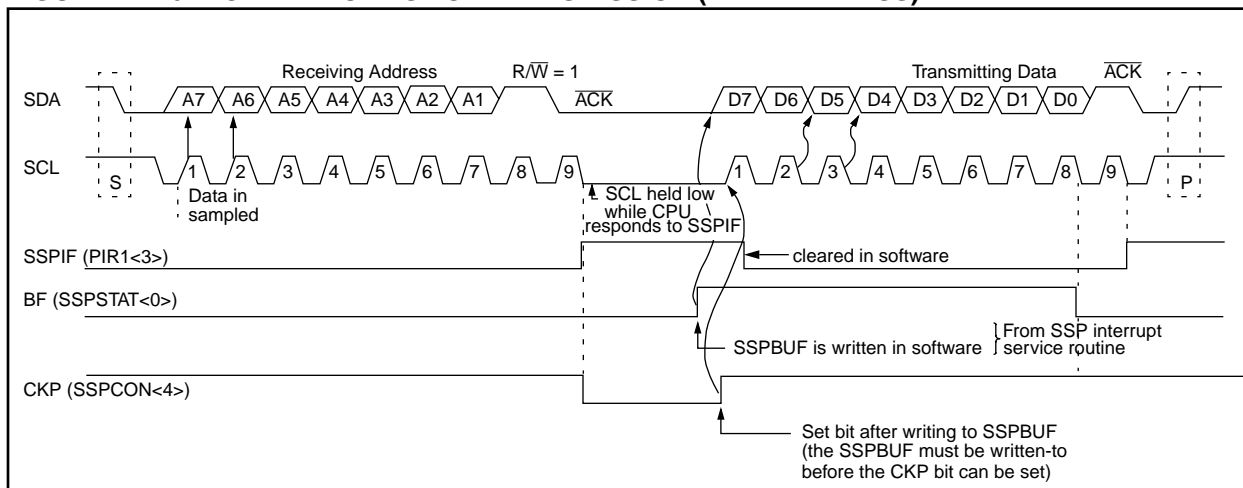 Receiving Address R/W̅ = 1 Transmitting Data A̅C̅K̅
SDA A7 A6 A5 A4 A3 A2 A1 A̅C̅K̅ D7 D6 D5 D4 D3 D2 D1 D0
SCL S 1 2 3 4 5 6 7 8 9 1 2 3 4 5 6 7 8 9 P
Data in
sampled
SCL held low
while CPU
responds to SSPIF
SSPIF (PIR1<3>)
cleared in software
BF (SSPSTAT<0>)
SSPBUF is written in software
From SSP interrupt
service routine
CKP (SSPCON<4>)
Set bit after writing to SSPBUF
(the SSPBUF must be written-to
before the CKP bit can be set)